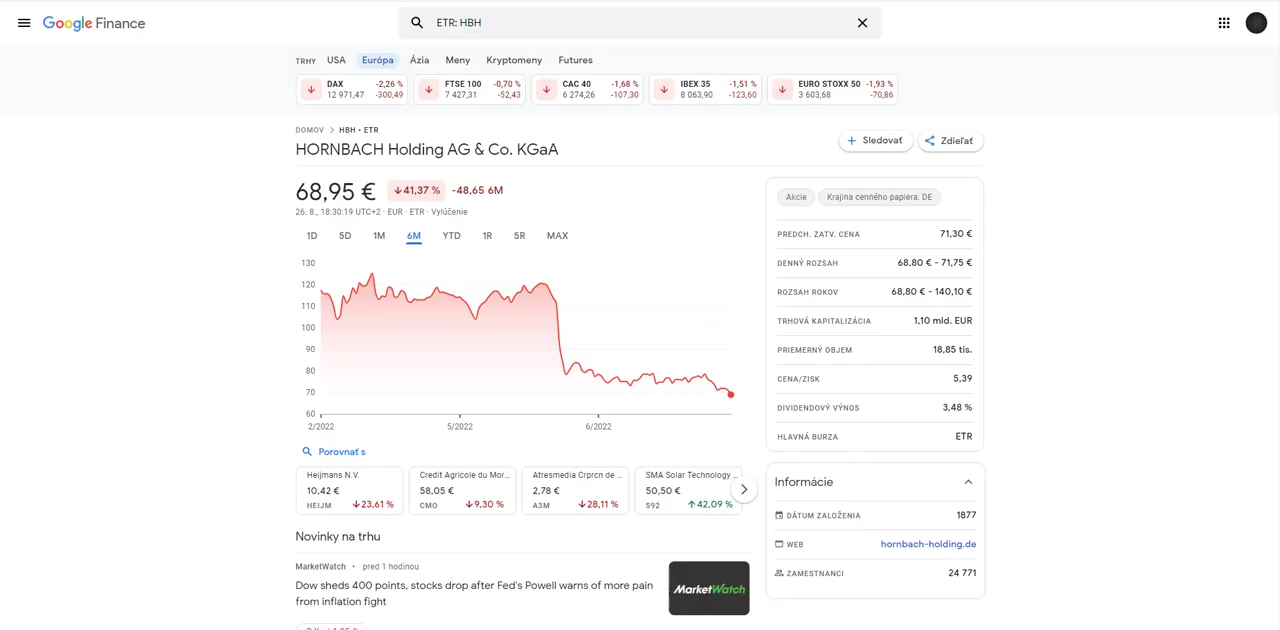 Google Finance
ETR: HBH
TRHY USA Európa Ázia Meny Kryptomeny Futures
DAX -2,26 %
12 971,47 -300,49
FTSE 100 -0,70 %
7 427,31 -52,43
CAC 40 -1,68 %
6 274,26 -107,30
IBEX 35 -1,51 %
8 063,90 -123,60
EURO STOXX 50 -1,93 %
3 603,68 -70,86
DOMOV > HBH • ETR
HORNBACH Holding AG & Co. KGaA
Sledovať
Zdieľať
68,95 € 41,37 % -48,65 6M
26. 8., 18:30:19 UTC+2 · EUR · ETR · Vylúčenie
1D 5D 1M 6M YTD 1R 5R MAX
130
120
110
100
90
80
70
60
2/2022 5/2022 6/2022
Porovnať s
Heijmans N.V.
10,42 €
HEIJM 23,61 %
Credit Agricole du Mor...
58,05 €
CMO 9,30 %
Atresmedia Crprcn de ...
2,78 €
A3M 28,11 %
SMA Solar Technology ...
50,50 €
S92 42,09 %
Novinky na trhu
MarketWatch • pred 1 hodinou
Dow sheds 400 points, stocks drop after Fed's Powell warns of more pain
from inflation fight
MarketWatch
Akcie Krajina cenného papiera: DE
PREDCH. ZATV. CENA 71,30 €
DENNÝ ROZSAH 68,80 € - 71,75 €
ROZSAH ROKOV 68,80 € - 140,10 €
TRHOVÁ KAPITALIZÁCIA 1,10 mld. EUR
PRIEMERNÝ OBJEM 18,85 tis.
CENA/ZISK 5,39
DIVIDENDOVÝ VÝNOS 3,48 %
HLAVNÁ BURZA ETR
Informácie
DÁTUM ZALOŽENIA 1877
WEB hornbach-holding.de
ZAMESTNANCI 24 771